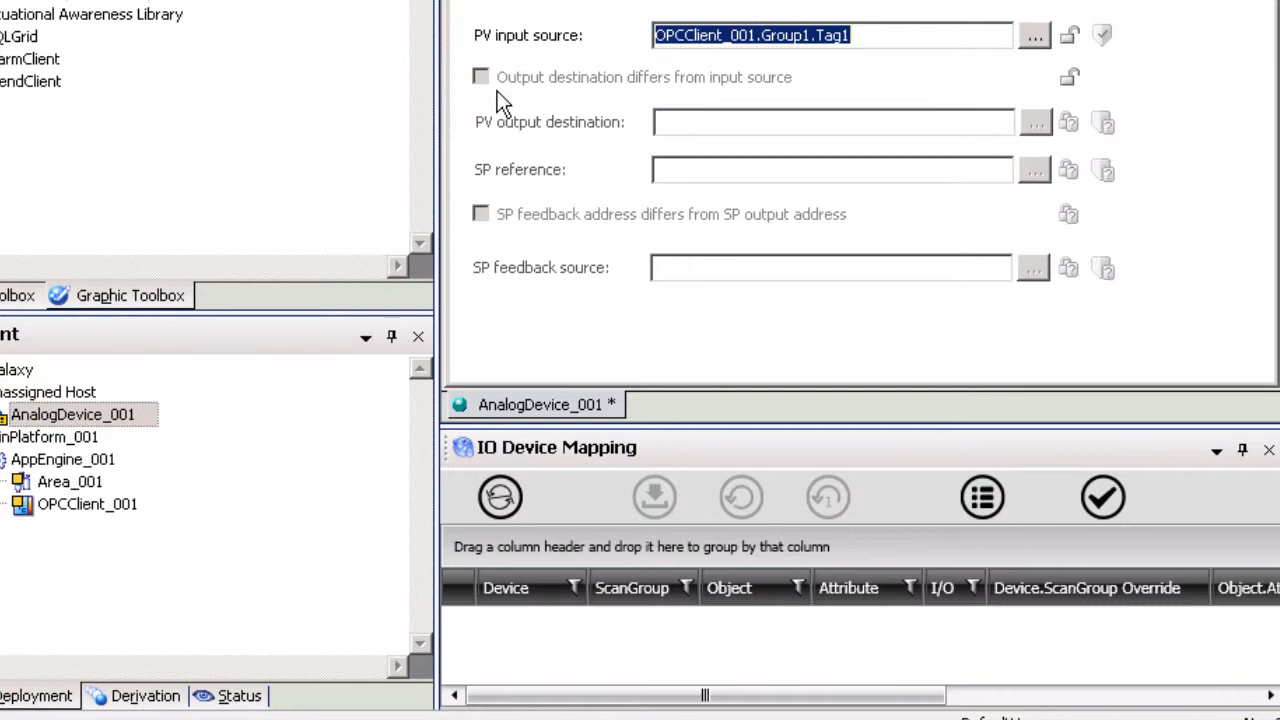 tuational Awareness Library
QLGrid
armClient
endClient
olbox
Graphic Toolbox
nt
alaxy
nassigned Host
AnalogDevice_001
inPlatform_001
AppEngine_001
Area_001
OPCClient_001
eployment
Derivation
Status
PV input source:
OPCClient_001.Group1.Tag1
...
Output destination differs from input source
PV output destination:
...
SP reference:
...
SP feedback address differs from SP output address
SP feedback source:
...
AnalogDevice_001 *
IO Device Mapping
Drag a column header and drop it here to group by that column
Device ScanGroup Object Attribute I/O Device.ScanGroup Override Object.At